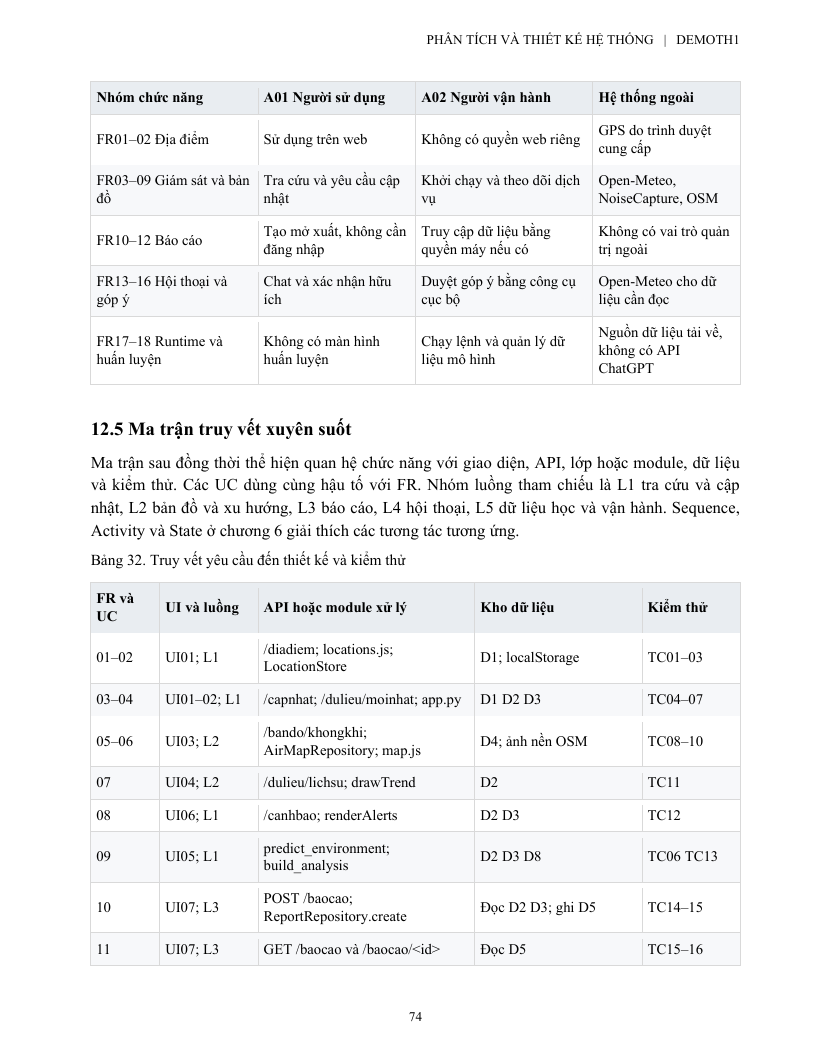 PHÂN TÍCH VÀ THIẾT KẾ HỆ THỐNG | DEMOTH1
Nhóm chức năng A01 Người sử dụng A02 Người vận hành Hệ thống ngoài
FR01–02 Địa điểm Sử dụng trên web Không có quyền web riêng GPS do trình duyệt
cung cấp
FR03–09 Giám sát và bản Tra cứu và yêu cầu cập Khởi chạy và theo dõi dịch Open-Meteo,
đồ nhật vụ NoiseCapture, OSM
FR10–12 Báo cáo Tạo mở xuất, không cần Truy cập dữ liệu bằng Không có vai trò quản
đăng nhập quyền máy nếu có trị ngoài
FR13–16 Hội thoại và Chat và xác nhận hữu Duyệt góp ý bằng công cụ Open-Meteo cho dữ
góp ý ích cục bộ liệu cần đọc
FR17–18 Runtime và Không có màn hình Chạy lệnh và quản lý dữ Nguồn dữ liệu tải về,
huấn luyện huấn luyện liệu mô hình không có API
ChatGPT
12.5 Ma trận truy vết xuyên suốt
Ma trận sau đồng thời thể hiện quan hệ chức năng với giao diện, API, lớp hoặc module, dữ liệu
và kiểm thử. Các UC dùng cùng hậu tố với FR. Nhóm luồng tham chiếu là L1 tra cứu và cập
nhật, L2 bản đồ và xu hướng, L3 báo cáo, L4 hội thoại, L5 dữ liệu học và vận hành. Sequence,
Activity và State ở chương 6 giải thích các tương tác tương ứng.
Bảng 32. Truy vết yêu cầu đến thiết kế và kiểm thử
FR và UI và luồng API hoặc module xử lý Kho dữ liệu Kiểm thử
UC
01–02 UI01; L1 /diadiem; locations.js; D1; localStorage TC01–03
LocationStore
03–04 UI01–02; L1 /capnhat; /dulieu/moinhat; app.py D1 D2 D3 TC04–07
05–06 UI03; L2 /bando/khongkhi; D4; ảnh nền OSM TC08–10
AirMapRepository; map.js
07 UI04; L2 /dulieu/lichsu; drawTrend D2 TC11
08 UI06; L1 /canhbao; renderAlerts D2 D3 TC12
09 UI05; L1 predict_environment; D2 D3 D8 TC06 TC13
build_analysis
10 UI07; L3 POST /baocao; Đọc D2 D3; ghi D5 TC14–15
ReportRepository.create
11 UI07; L3 GET /baocao và /baocao/<id> Đọc D5 TC15–16
74